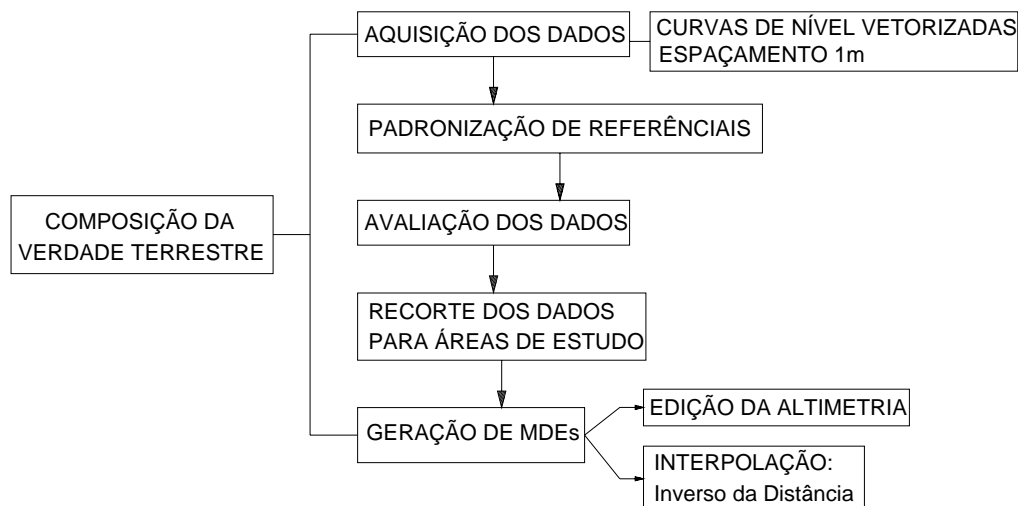 AQUISIÇÃO DOS DADOS
CURVAS DE NÍVEL VETORIZADAS
ESPAÇAMENTO 1m
PADRONIZAÇÃO DE REFERÊNCIAIS
COMPOSIÇÃO DA
VERDADE TERRESTRE
AVALIAÇÃO DOS DADOS
RECORTE DOS DADOS
PARA ÁREAS DE ESTUDO
GERAÇÃO DE MDEs
EDIÇÃO DA ALTIMETRIA
INTERPOLAÇÃO:
Inverso da Distância